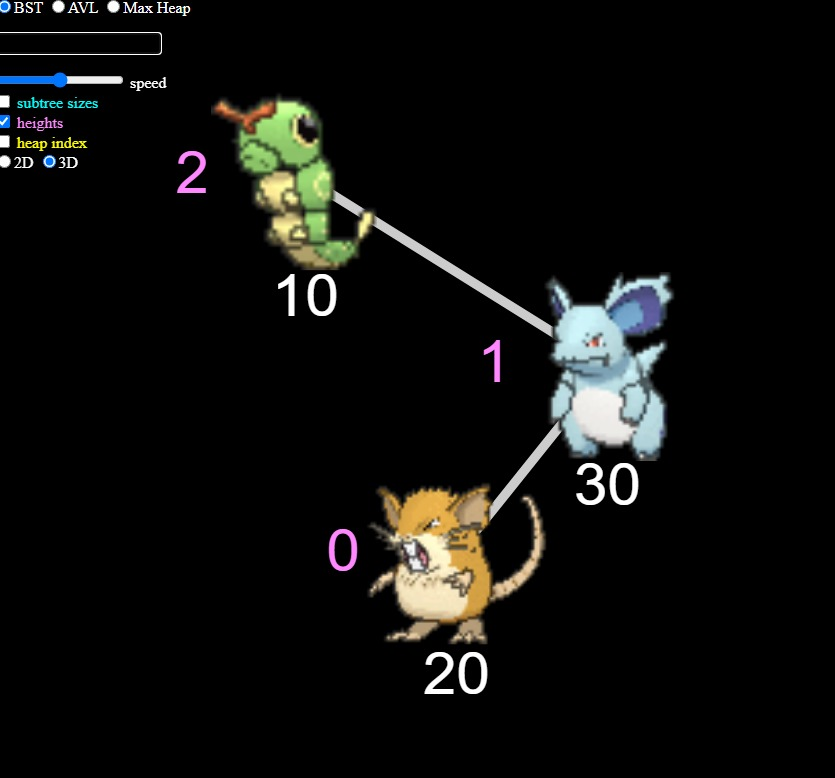 BST AVL Max Heap
speed
subtree sizes
heights
heap index
2D 3D
2
10
1
30
0
20